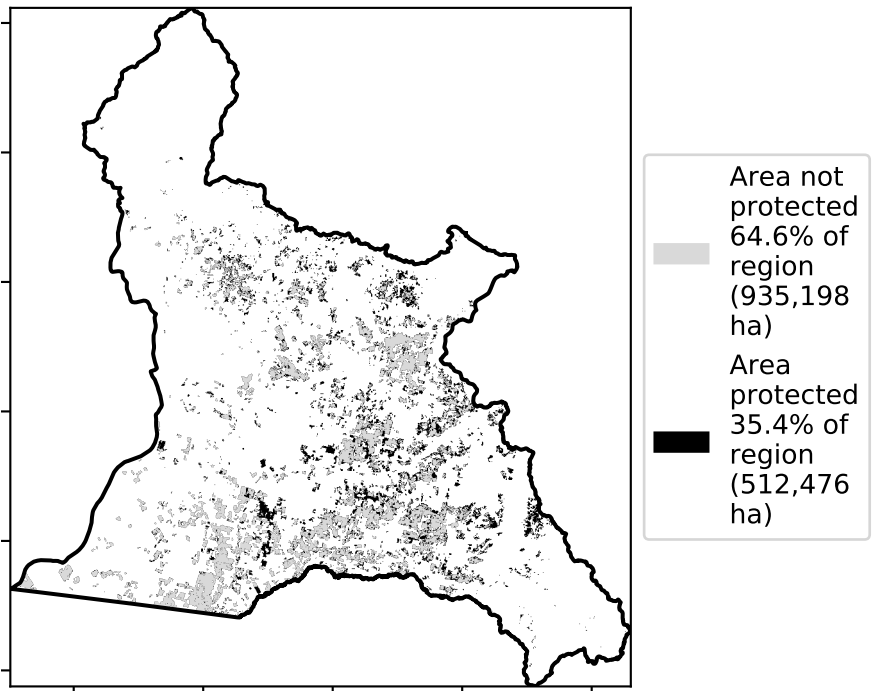 Area not
protected
64.6% of
region
(935,198
ha)
Area
protected
35.4% of
region
(512,476
ha)